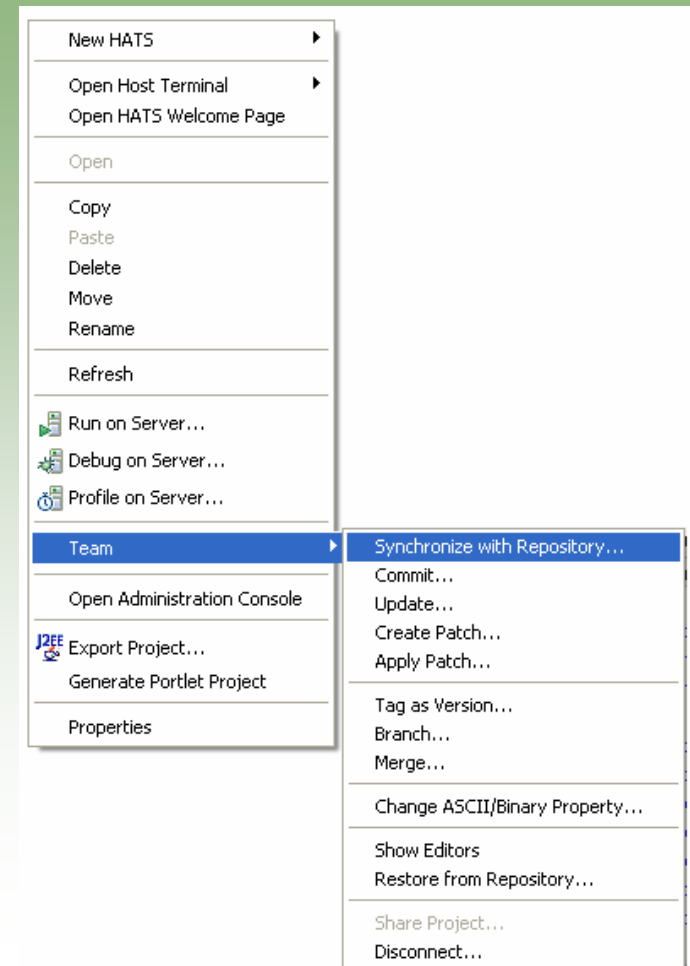 New HATS
Open Host Terminal
Open HATS Welcome Page
Open
Copy
Paste
Delete
Move
Rename
Refresh
Run on Server...
Debug on Server...
Profile on Server...
Team
Open Administration Console
J2EE Export Project...
Generate Portlet Project
Properties
Synchronize with Repository...
Commit...
Update...
Create Patch...
Apply Patch...
Tag as Version...
Branch...
Merge...
Change ASCII/Binary Property...
Show Editors
Restore from Repository...
Share Project...
Disconnect...